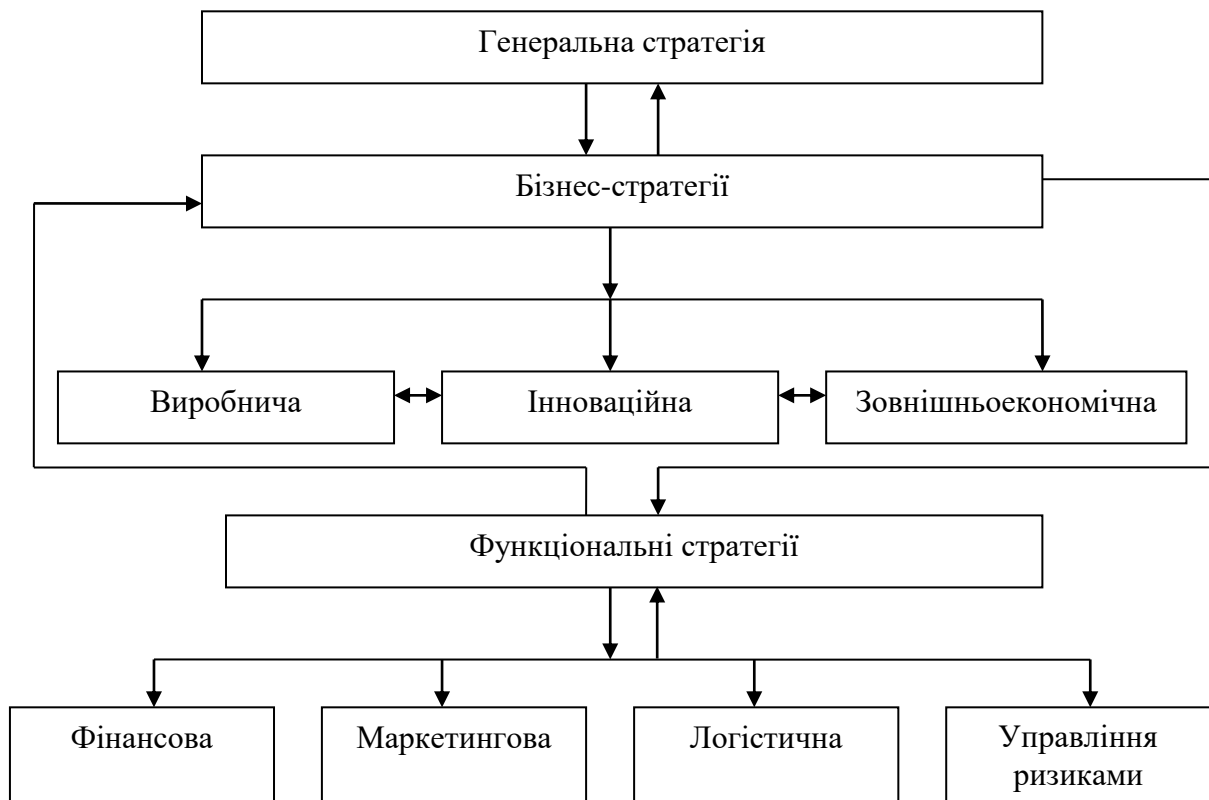 Генеральна стратегія
Бізнес-стратегії
Виробнича
Інноваційна
Зовнішньоекономічна
Функціональні стратегії
Фінансова
Маркетингова
Логістична
Управління
ризиками